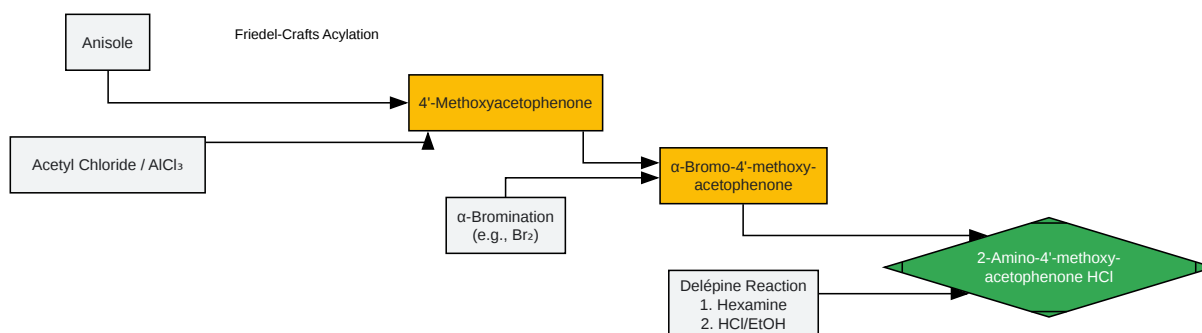 Anisole
Friedel-Crafts Acylation
4'-Methoxyacetophenone
Acetyl Chloride / AlCl₃
α-Bromo-4'-methoxy-
acetophenone
α-Bromination
(e.g., Br₂)
2-Amino-4'-methoxy-
acetophenone HCl
Delépine Reaction
1. Hexamine
2. HCl/EtOH